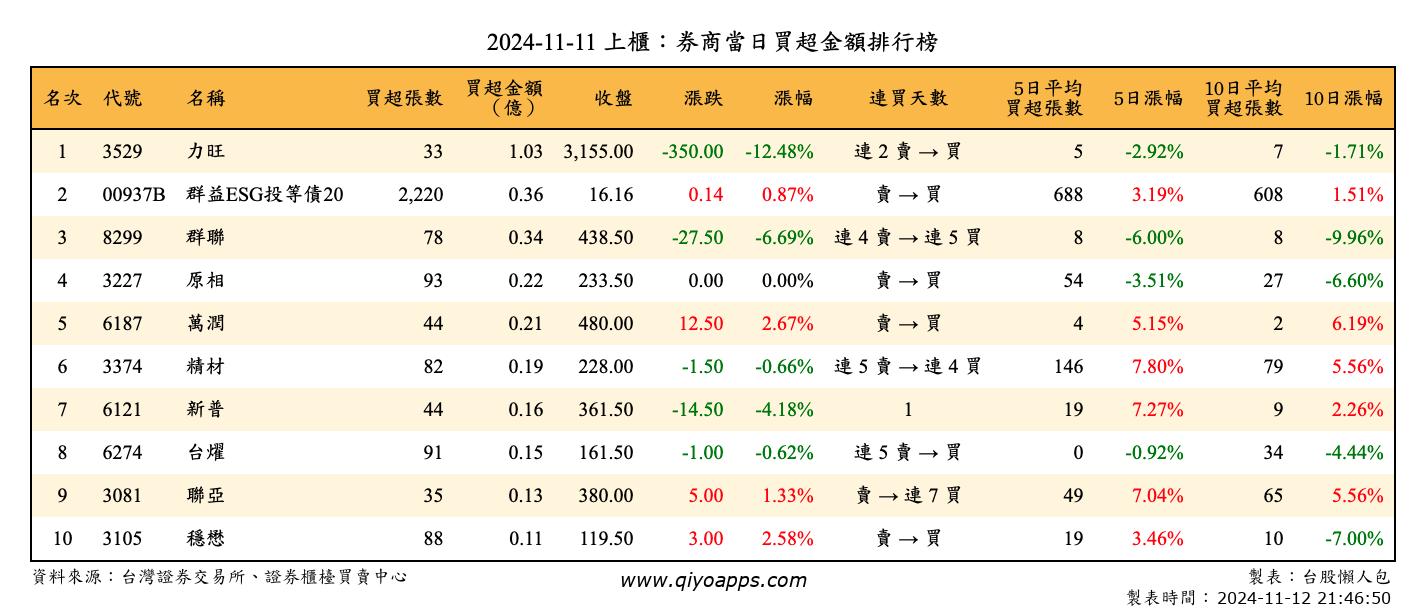 2024-11-11 上櫃：券商當日買超金額排行榜
名次 代號 名稱 買超張數 買超金額（億） 收盤 漲跌 漲幅 連買天數 5日平均買超張數 5日漲幅 10日平均買超張數 10日漲幅
1 3529 力旺 33 1.03 3,155.00 -350.00 -12.48% 連 2 賣 → 買 5 -2.92% 7 -1.71%
2 00937B 群益ESG投等債20 2,220 0.36 16.16 0.14 0.87% 賣 → 買 688 3.19% 608 1.51%
3 8299 群聯 78 0.34 438.50 -27.50 -6.69% 連 4 賣 → 連 5 買 8 -6.00% 8 -9.96%
4 3227 原相 93 0.22 233.50 0.00 0.00% 賣 → 買 54 -3.51% 27 -6.60%
5 6187 萬潤 44 0.21 480.00 12.50 2.67% 賣 → 買 4 5.15% 2 6.19%
6 3374 精材 82 0.19 228.00 -1.50 -0.66% 連 5 賣 → 連 4 買 146 7.80% 79 5.56%
7 6121 新普 44 0.16 361.50 -14.50 -4.18% 1 19 7.27% 9 2.26%
8 6274 台燿 91 0.15 161.50 -1.00 -0.62% 連 5 賣 → 買 0 -0.92% 34 -4.44%
9 3081 聯亞 35 0.13 380.00 5.00 1.33% 賣 → 連 7 買 49 7.04% 65 5.56%
10 3105 穩懋 88 0.11 119.50 3.00 2.58% 賣 → 買 19 3.46% 10 -7.00%
資料來源：台灣證券交易所、證券櫃檯買賣中心 www.qiyoapps.com 製表：台股懶人包
製表時間：2024-11-12 21:46:50